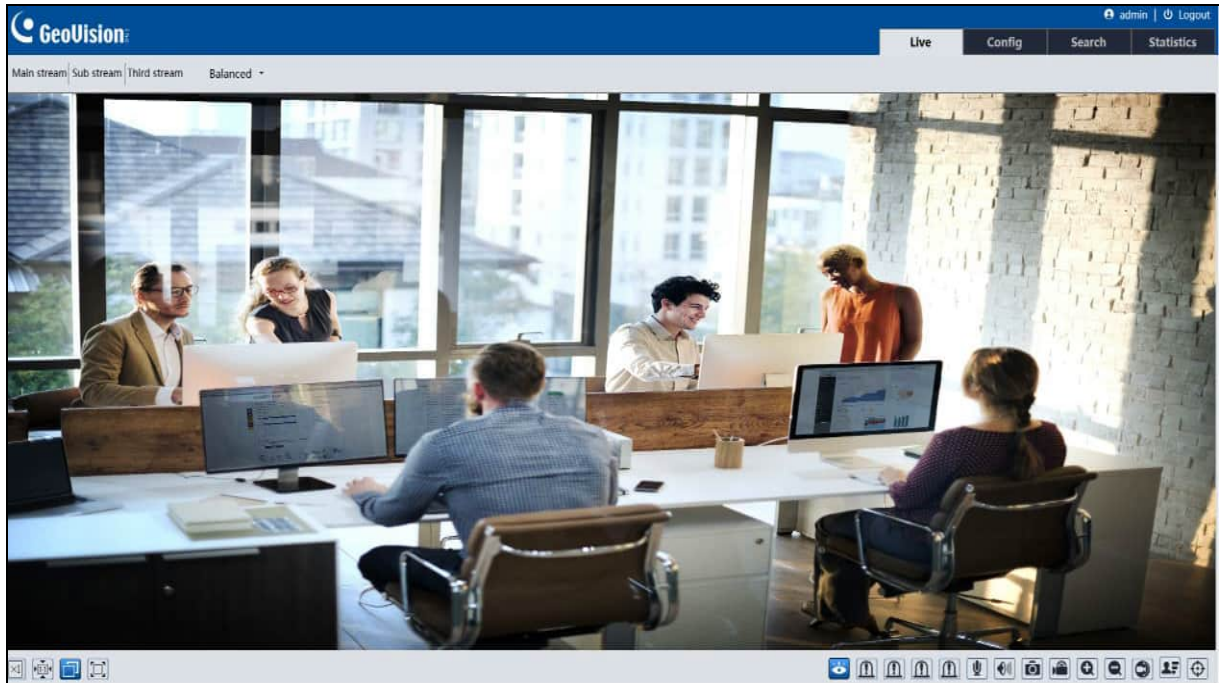 admin | Logout
GeoVision
Live Config Search Statistics
Main stream Sub stream Third stream Balanced